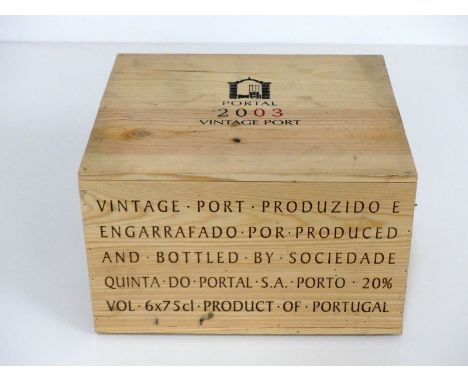 PORTAL
2003
VINTAGE PORT
VINTAGE · PORT · PRODUZIDO E
ENGARRAFADO · POR · PRODUCED
AND · BOTTLED · BY · SOCIEDADE
QUINTA · DO · PORTAL · S.A. PORTO · 20%
VOL · 6x75cl · PRODUCT · OF · PORTUGAL